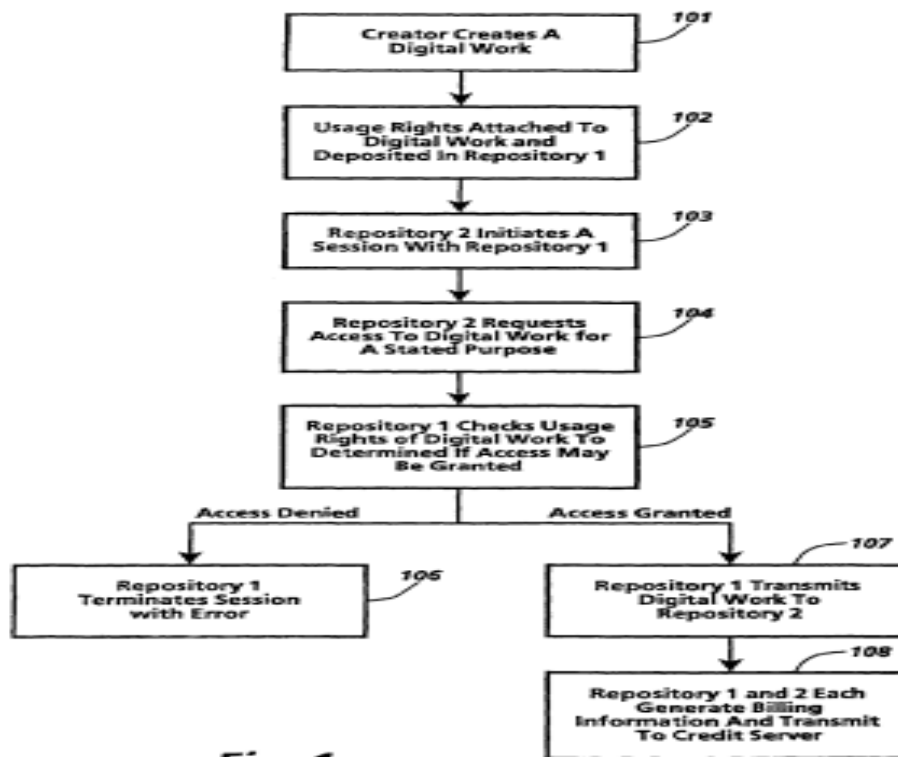 101
Creator Creates A
Digital Work
102
Usage Rights Attached To
Digital Work and
Deposited In Repository 1
103
Repository 2 Initiates A
Session With Repository 1
104
Repository 2 Requests
Access To Digital Work for
A Stated Purpose
105
Repository 1 Checks Usage
Rights of Digital Work To
Determined If Access May
Be Granted
Access Denied
Access Granted
106
Repository 1
Terminates Session
with Error
107
Repository 1 Transmits
Digital Work To
Repository 2
108
Repository 1 and 2 Each
Generate Billing
Information And Transmit
To Credit Server